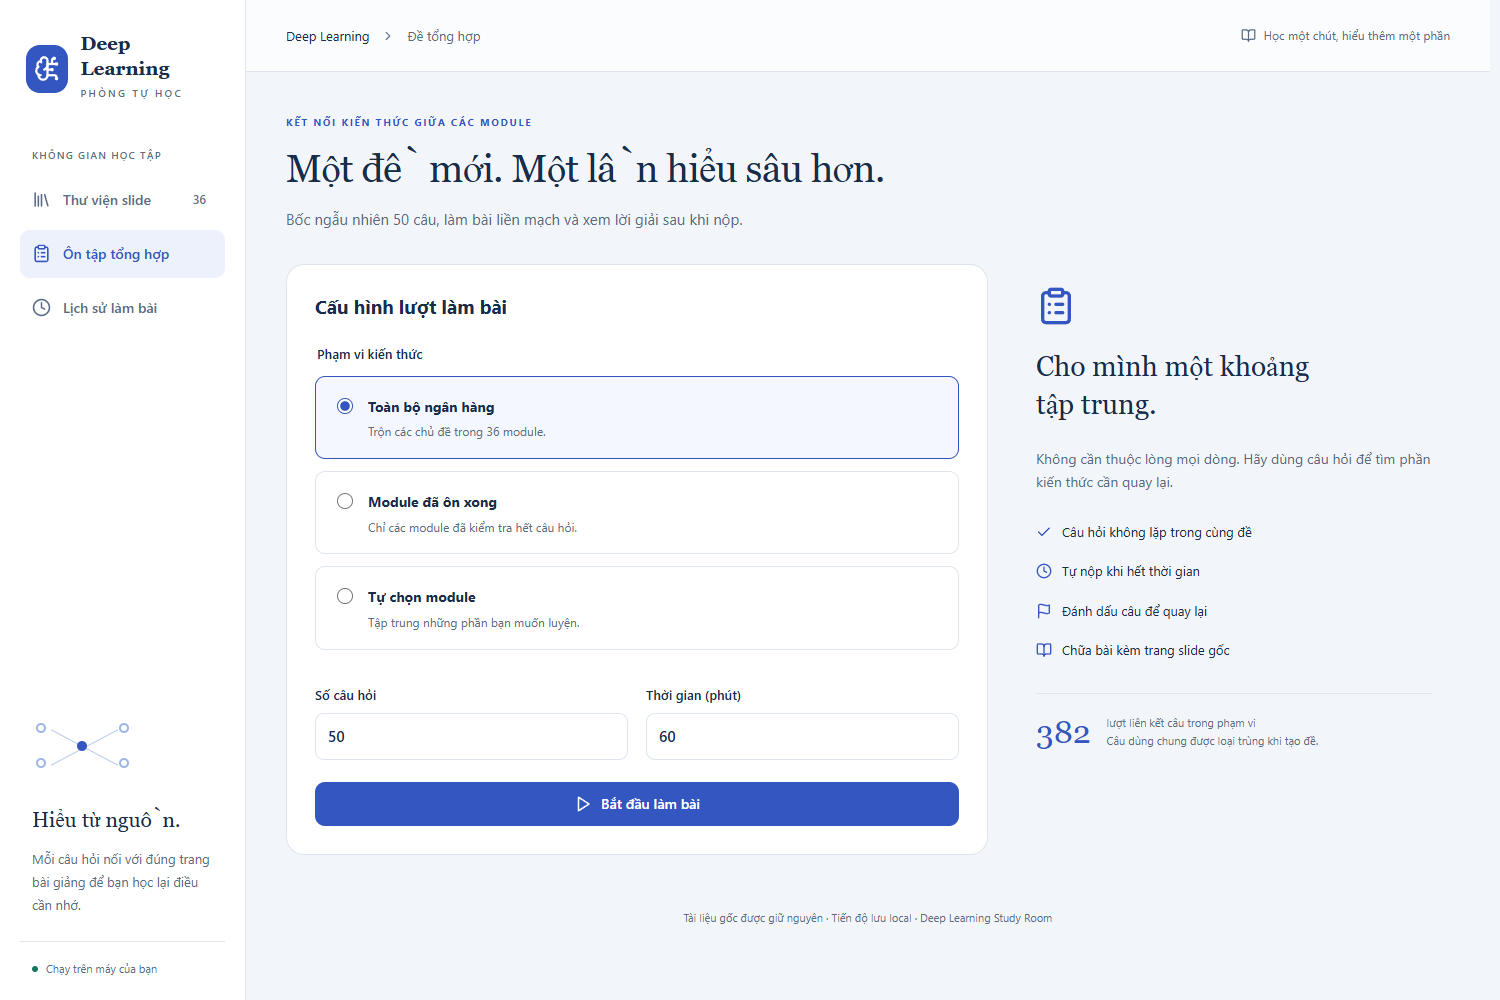 Deep
Learning
PHÒNG TỰ HỌC
KHÔNG GIAN HỌC TẬP
Thư viện slide 36
Ôn tập tổng hợp
Lịch sử làm bài
Hiểu từ nguồn.
Mỗi câu hỏi nối với đúng trang
bài giảng để bạn học lại điều
cần nhớ.
Chạy trên máy của bạn
Deep Learning > Đề tổng hợp
Học một chút, hiểu thêm một phần
KẾT NỐI KIẾN THỨC GIỮA CÁC MODULE
Một đề mới. Một lần hiểu sâu hơn.
Bốc ngẫu nhiên 50 câu, làm bài liền mạch và xem lời giải sau khi nộp.
Cấu hình lượt làm bài
Phạm vi kiến thức
Toàn bộ ngân hàng
Trộn các chủ đề trong 36 module.
Module đã ôn xong
Chỉ các module đã kiểm tra hết câu hỏi.
Tự chọn module
Tập trung những phần bạn muốn luyện.
Số câu hỏi
50
Thời gian (phút)
60
Bắt đầu làm bài
Cho mình một khoảng
tập trung.
Không cần thuộc lòng mọi dòng. Hãy dùng câu hỏi để tìm phần
kiến thức cần quay lại.
Câu hỏi không lặp trong cùng đề
Tự nộp khi hết thời gian
Đánh dấu câu để quay lại
Chữa bài kèm trang slide gốc
382
lượt liên kết câu trong phạm vi
Câu dùng chung được loại trùng khi tạo đề.
Tài liệu gốc được giữ nguyên · Tiến độ lưu local · Deep Learning Study Room